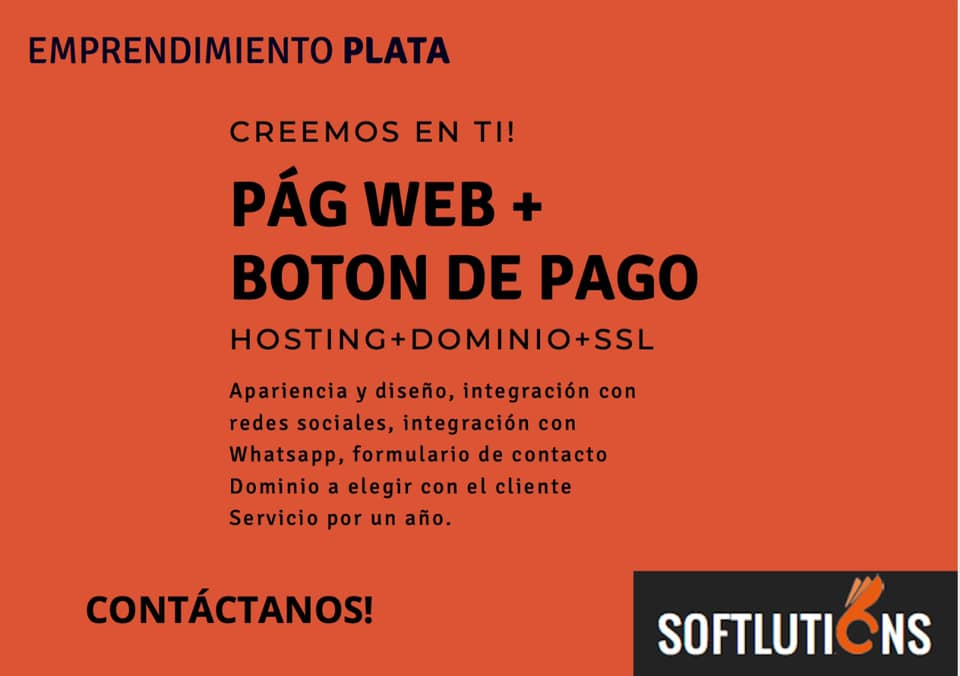 EMPRENDIMIENTO PLATA
CREEMOS EN TI!
PÁG WEB +
BOTON DE PAGO
HOSTING+DOMINIO+SSL
Apariencia y diseño, integración con
redes sociales, integración con
Whatsapp, formulario de contacto
Dominio a elegir con el cliente
Servicio por un año.
CONTÁCTANOS!
SOFTLUTIONS